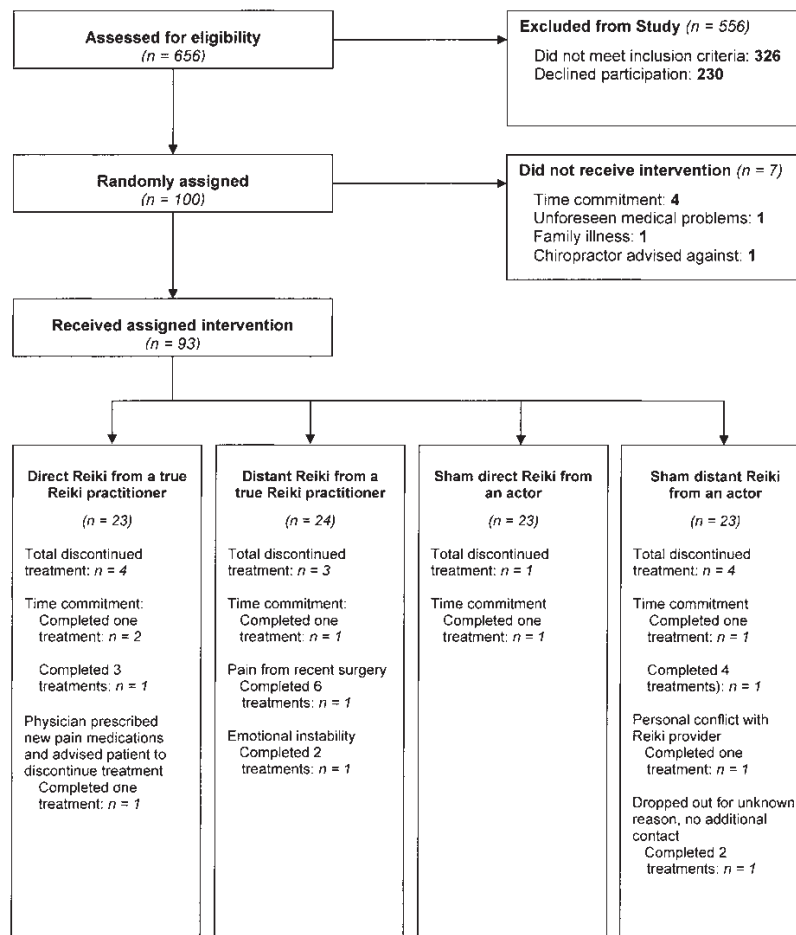 Assessed for eligibility
(n = 656)
Excluded from Study (n = 556)
Did not meet inclusion criteria: 326
Declined participation: 230
Randomly assigned
(n = 100)
Did not receive intervention (n = 7)
Time commitment: 4
Unforeseen medical problems: 1
Family illness: 1
Chiropractor advised against: 1
Received assigned intervention
(n = 93)
Direct Reiki from a true
Reiki practitioner
(n = 23)
Total discontinued
treatment: n = 4
Time commitment:
Completed one
treatment: n = 2
Completed 3
treatments: n = 1
Physician prescribed
new pain medications
and advised patient to
discontinue treatment
Completed one
treatment: n = 1
Distant Reiki from a
true Reiki practitioner
(n = 24)
Total discontinued
treatment: n = 3
Time commitment:
Completed one
treatment: n = 1
Pain from recent surgery
Completed 6
treatments: n = 1
Emotional instability
Completed 2
treatments: n = 1
Sham direct Reiki from
an actor
(n = 23)
Total discontinued
treatment: n = 1
Time commitment
Completed one
treatment: n = 1
Sham distant Reiki
from an actor
(n = 23)
Total discontinued
treatment: n = 4
Time commitment
Completed one
treatment: n = 1
Completed 4
treatments): n = 1
Personal conflict with
Reiki provider
Completed one
treatment: n = 1
Dropped out for unknown
reason, no additional
contact
Completed 2
treatments: n = 1